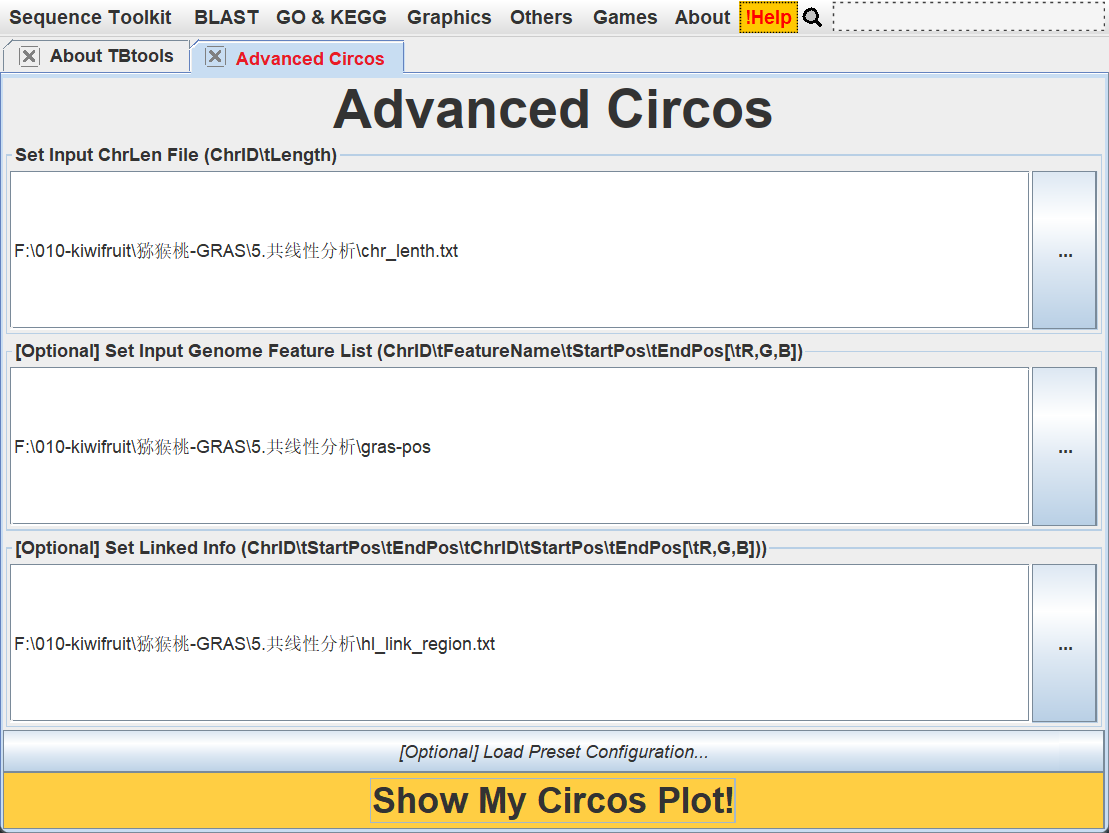 Sequence Toolkit BLAST GO & KEGG Graphics Others Games About !Help
About TBtools Advanced Circos
Advanced Circos
Set Input ChrLen File (ChrID\tLength)
F:\010-kiwifruit\猕猴桃-GRAS\5.共线性分析\chr_lenth.txt
...
[Optional] Set Input Genome Feature List (ChrID\tFeatureName\tStartPos\tEndPos[\tR,G,B])
F:\010-kiwifruit\猕猴桃-GRAS\5.共线性分析\gras-pos
...
[Optional] Set Linked Info (ChrID\tStartPos\tEndPos\tChrID\tStartPos\tEndPos[\tR,G,B]))
F:\010-kiwifruit\猕猴桃-GRAS\5.共线性分析\hl_link_region.txt
...
[Optional] Load Preset Configuration...
Show My Circos Plot!